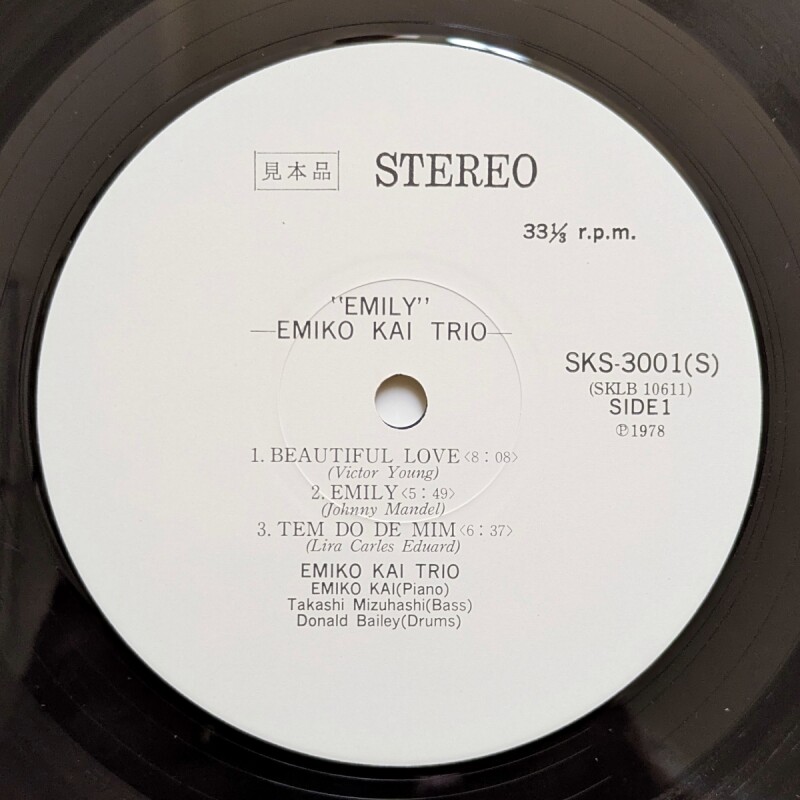 見本品 STEREO
33⅓ r.p.m.
"EMILY"
—EMIKO KAI TRIO—
SKS-3001(S)
(SKLB 10611)
SIDE1
℗1978
1. BEAUTIFUL LOVE<8:08>
(Victor Young)
2. EMILY<5:49>
(Johnny Mandel)
3. TEM DO DE MIM<6:37>
(Lira Carles Eduard)
EMIKO KAI TRIO
EMIKO KAI(Piano)
Takashi Mizuhashi(Bass)
Donald Bailey(Drums)